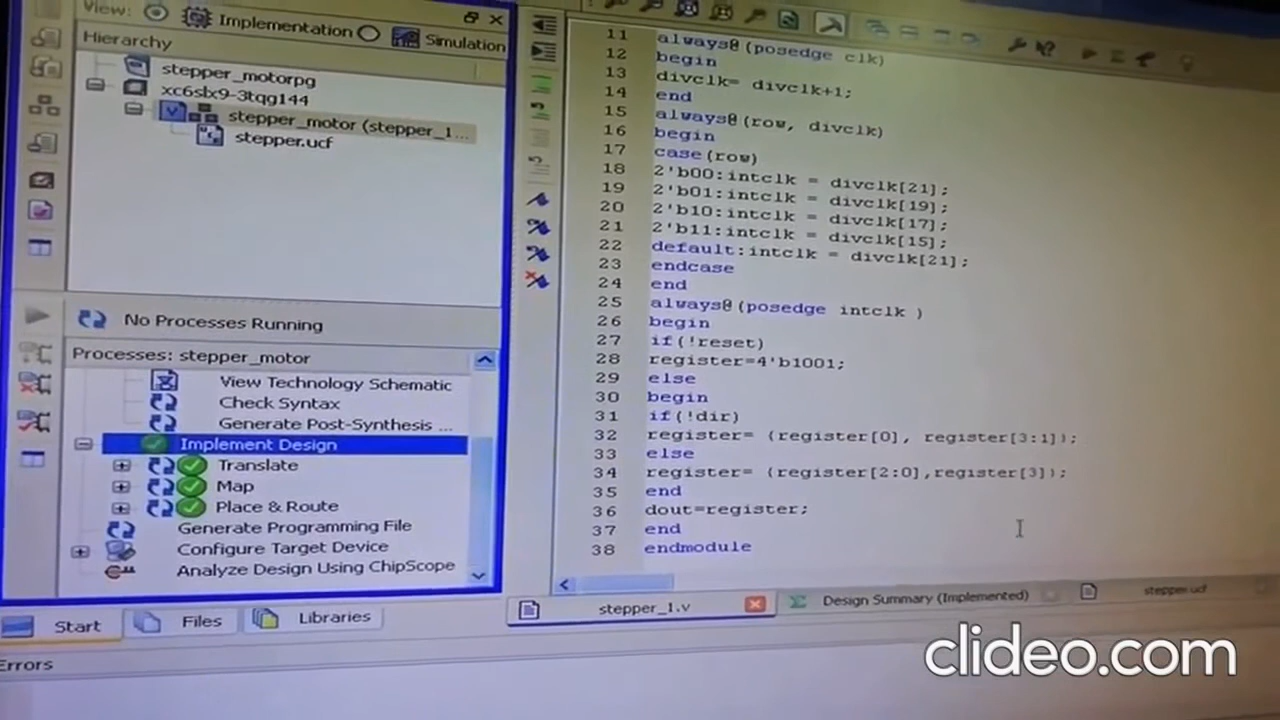 View: Implementation Simulation
Hierarchy
stepper_motorpg
xc6slx9-3tqg144
stepper_motor (stepper_1...
stepper.ucf
No Processes Running
Processes: stepper_motor
View Technology Schematic
Check Syntax
Generate Post-Synthesis ...
Implement Design
Translate
Map
Place & Route
Generate Programming File
Configure Target Device
Analyze Design Using ChipScope
Start Files Libraries
Errors
11 always@(posedge clk)
12 begin
13 divclk= divclk+1;
14 end
15 always@(row, divclk)
16 begin
17 case(row)
18 2'b00:intclk = divclk[21];
19 2'b01:intclk = divclk[19];
20 2'b10:intclk = divclk[17];
21 2'b11:intclk = divclk[15];
22 default:intclk = divclk[21];
23 endcase
24 end
25 always@(posedge intclk )
26 begin
27 if(!reset)
28 register=4'b1001;
29 else
30 begin
31 if(!dir)
32 register= {register[0], register[3:1]};
33 else
34 register= {register[2:0],register[3]};
35 end
36 dout=register;
37 end
38 endmodule
stepper_1.v Design Summary (Implemented) stepper.ucf
clideo.com